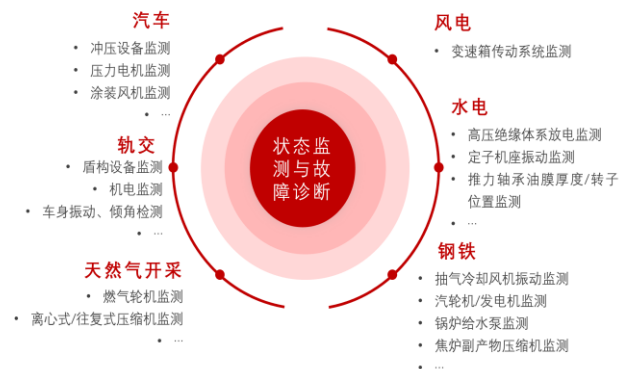 汽车
• 冲压设备监测
• 压力电机监测
• 涂装风机监测
• ...
轨交
• 盾构设备监测
• 机电监测
• 车身振动、倾角检测
• ...
天然气开采
• 燃气轮机监测
• 离心式/往复式压缩机监测
• ...
状态监
测与故
障诊断
风电
• 变速箱传动系统监测
水电
• 高压绝缘体系放电监测
• 定子机座振动监测
• 推力轴承油膜厚度/转子
位置监测
• ...
钢铁
• 抽气冷却风机振动监测
• 汽轮机/发电机监测
• 锅炉给水泵监测
• 焦炉副产物压缩机监测
• ...